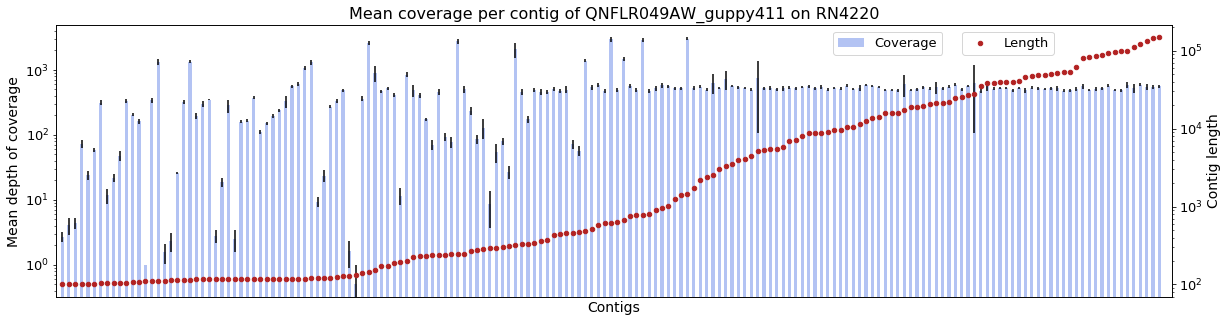 Mean coverage per contig of QNFLR049AW_guppy411 on RN4220
Coverage
Length
Mean depth of coverage
10³
10²
10¹
10⁰
10⁵
10⁴
10³
10²
Contig length
Contigs